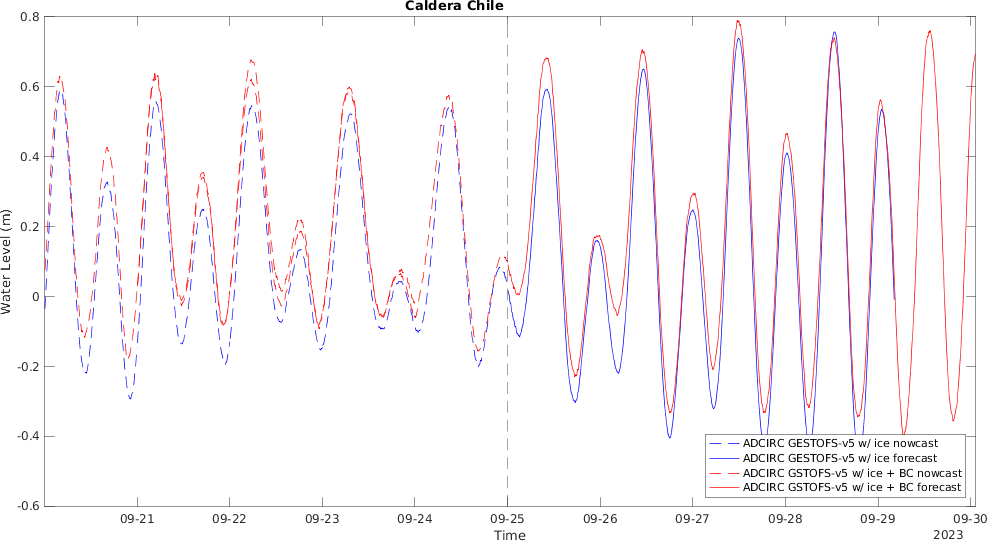 Caldera Chile
0.8
0.6
0.4
0.2
0
-0.2
-0.4
-0.6
Water Level (m)
ADCIRC GESTOFS-v5 w/ ice nowcast
ADCIRC GESTOFS-v5 w/ ice forecast
ADCIRC GSTOFS-v5 w/ ice + BC nowcast
ADCIRC GSTOFS-v5 w/ ice + BC forecast
09-21 09-22 09-23 09-24 09-25 09-26 09-27 09-28 09-29 09-30
Time
2023